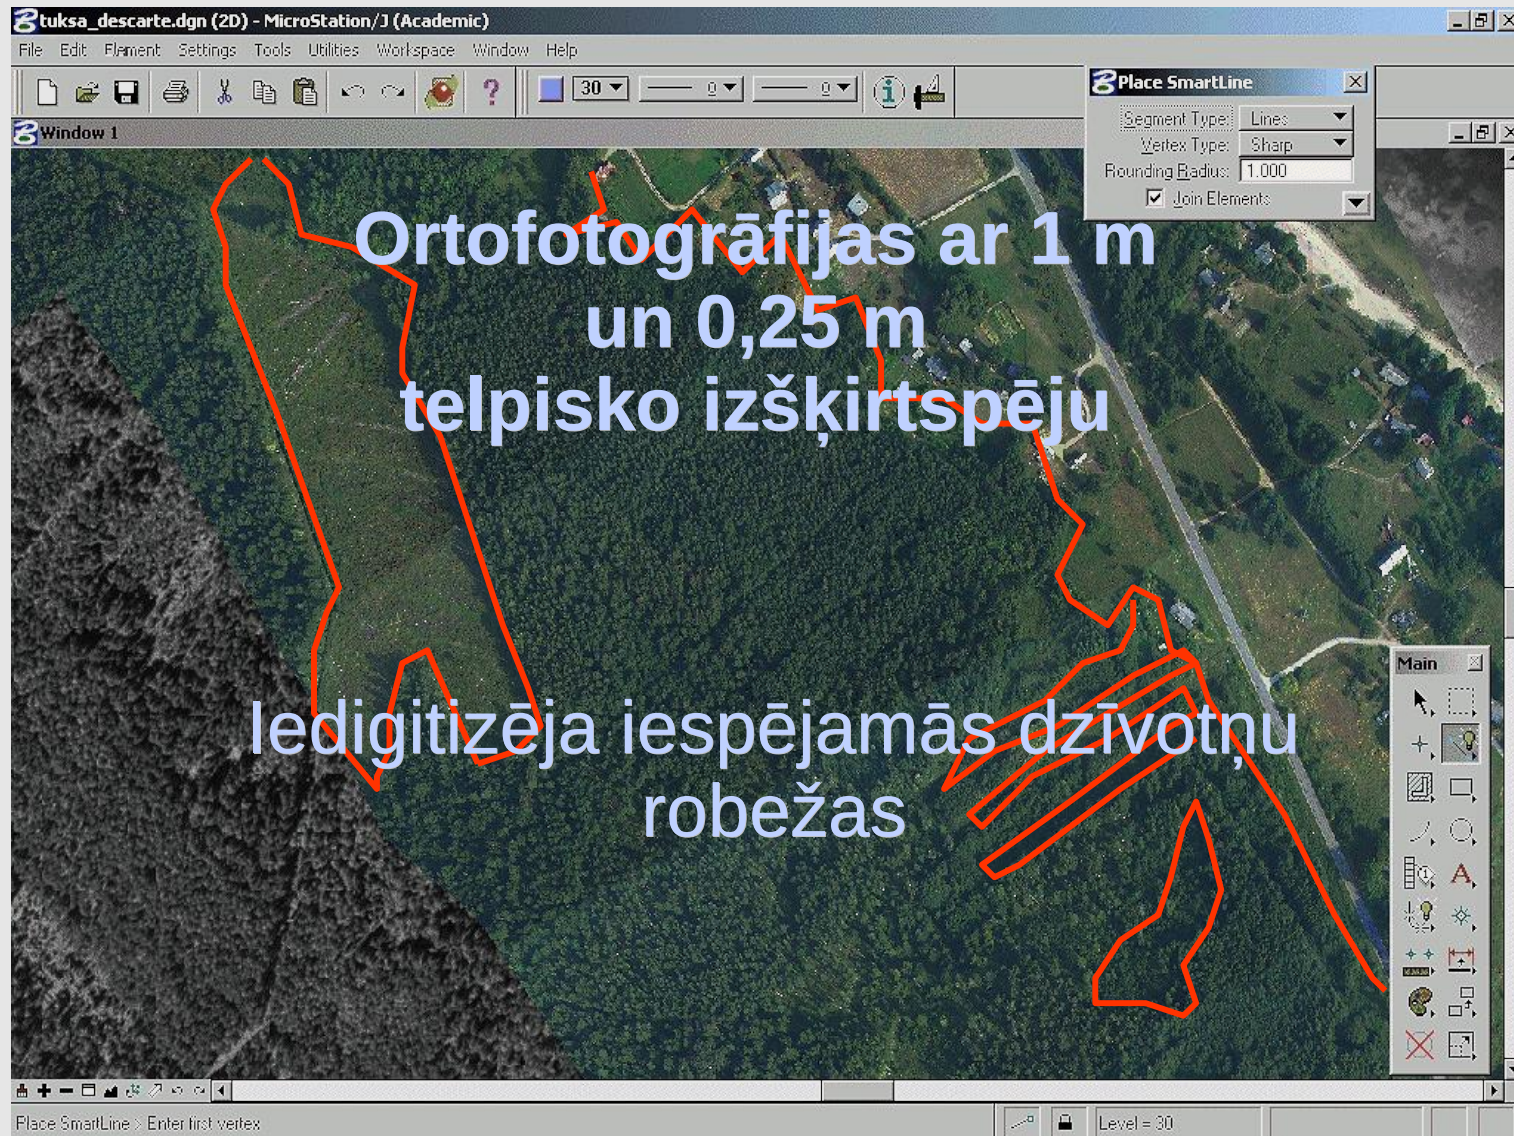 tuksa_descarte.dgn (2D) - MicroStation/J (Academic)
File Edit Element Settings Tools Utilities Workspace Window Help
30 0 0
Place SmartLine
Segment Type: Lines
Vertex Type: Sharp
Rounding Radius: 1.000
Join Elements
Window 1
Ortofotogrāfijas ar 1 m
un 0,25 m
telpisko izšķirtspēju
Iedigitizēja iespējamās dzīvotņu
robežas
Main
Place SmartLine > Enter first vertex
Level = 30